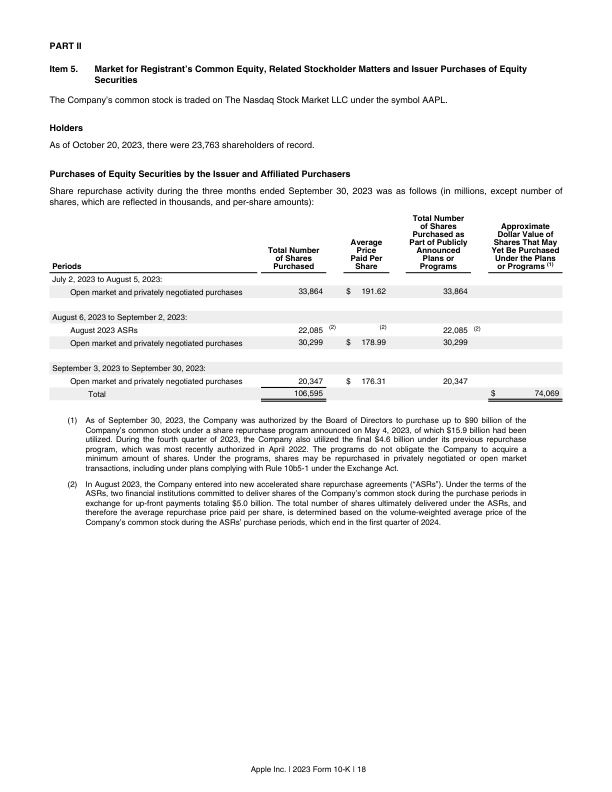 PART II
Item 5. Market for Registrant's Common Equity, Related Stockholder Matters and Issuer Purchases of Equity
Securities
The Company's common stock is traded on The Nasdaq Stock Market LLC under the symbol AAPL.
Holders
As of October 20, 2023, there were 23,763 shareholders of record.
Purchases of Equity Securities by the Issuer and Affiliated Purchasers
Share repurchase activity during the three months ended September 30, 2023 was as follows (in millions, except number of
shares, which are reflected in thousands, and per-share amounts):
Periods
Total Number
of Shares
Purchased
Average
Price
Paid Per
Share
Total Number
of Shares
Purchased as
Part of Publicly
Announced
Plans or
Programs
Approximate
Dollar Value of
Shares That May
Yet Be Purchased
Under the Plans
or Programs (1)
July 2, 2023 to August 5, 2023:
Open market and privately negotiated purchases 33,864 $ 191.62 33,864
August 6, 2023 to September 2, 2023:
August 2023 ASRs 22,085 (2) (2) 22,085 (2)
Open market and privately negotiated purchases 30,299 $ 178.99 30,299
September 3, 2023 to September 30, 2023:
Open market and privately negotiated purchases 20,347 $ 176.31 20,347
Total 106,595 $ 74,069
(1) As of September 30, 2023, the Company was authorized by the Board of Directors to purchase up to $90 billion of the
Company's common stock under a share repurchase program announced on May 4, 2023, of which $15.9 billion had been
utilized. During the fourth quarter of 2023, the Company also utilized the final $4.6 billion under its previous repurchase
program, which was most recently authorized in April 2022. The programs do not obligate the Company to acquire a
minimum amount of shares. Under the programs, shares may be repurchased in privately negotiated or open market
transactions, including under plans complying with Rule 10b5-1 under the Exchange Act.
(2) In August 2023, the Company entered into new accelerated share repurchase agreements (“ASRs”). Under the terms of the
ASRs, two financial institutions committed to deliver shares of the Company's common stock during the purchase periods in
exchange for up-front payments totaling $5.0 billion. The total number of shares ultimately delivered under the ASRs, and
therefore the average repurchase price paid per share, is determined based on the volume-weighted average price of the
Company's common stock during the ASRs' purchase periods, which end in the first quarter of 2024.
Apple Inc. | 2023 Form 10-K | 18